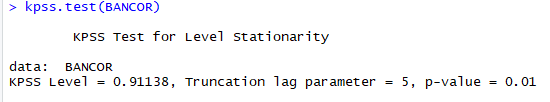 > kpss.test(BANCOR)
KPSS Test for Level Stationarity
data:  BANCOR
KPSS Level = 0.91138, Truncation lag parameter = 5, p-value = 0.01